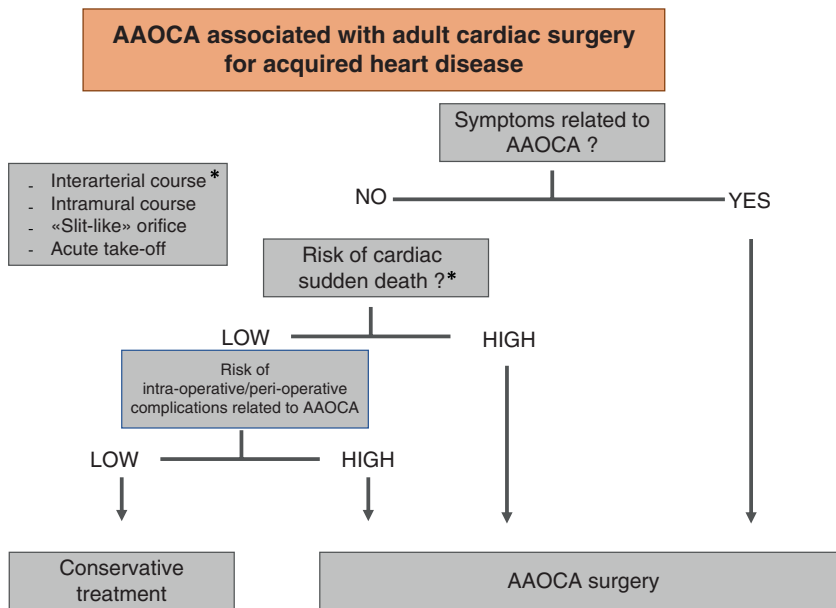 AAOCA associated with adult cardiac surgery
for acquired heart disease
Symptoms related to
AAOCA ?
- Interarterial course*
- Intramural course
- «Slit-like» orifice
- Acute take-off
NO
YES
Risk of cardiac
sudden death ?*
LOW
HIGH
Risk of
intra-operative/peri-operative
complications related to AAOCA
LOW
HIGH
Conservative
treatment
AAOCA surgery